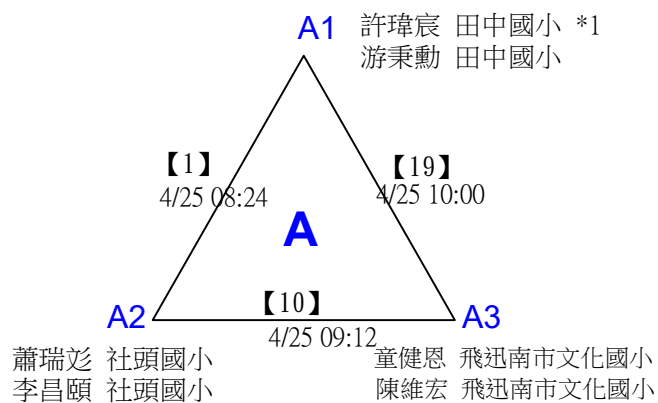 A1 許瑋宸 田中國小 *1
游秉勳 田中國小
【1】
4/25 08:24
【19】
4/25 10:00
A
【10】
4/25 09:12
A2
A3
蕭瑞彣 社頭國小
李昌頤 社頭國小
童健恩 飛迅南市文化國小
陳維宏 飛迅南市文化國小